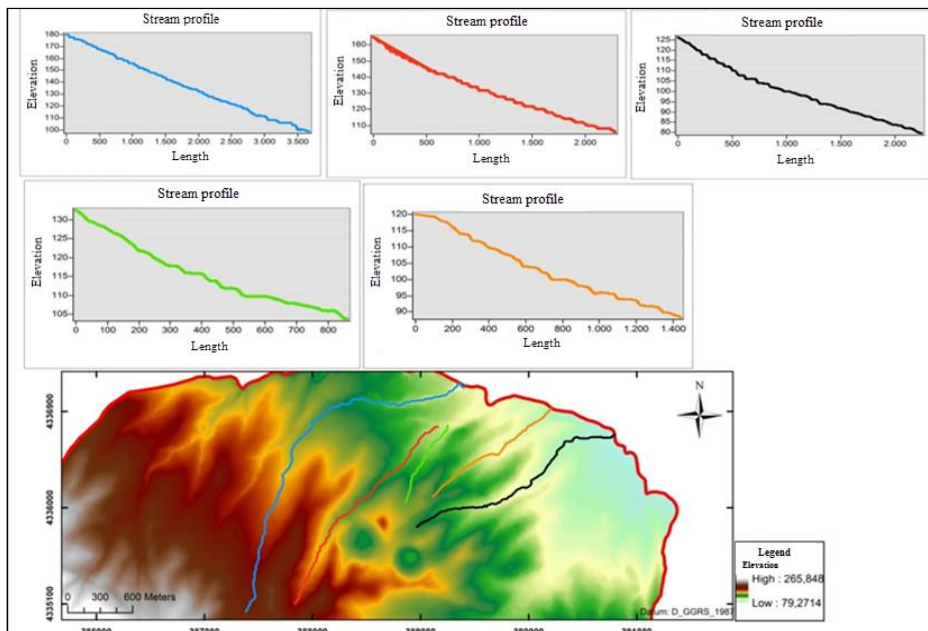 Stream profile
180
170
160
150
140
130
120
110
100
Elevation
0 500 1.000 1.500 2.000 2.500 3.000 3.500
Length
Stream profile
160
150
140
130
120
110
Elevation
0 500 1.000 1.500 2.000
Length
Stream profile
125
120
115
110
105
100
95
90
85
80
Elevation
0 500 1.000 1.500 2.000
Length
Stream profile
130
125
120
115
110
105
Elevation
0 100 200 300 400 500 600 700 800
Length
Stream profile
120
115
110
105
100
95
90
Elevation
0 200 400 600 800 1.000 1.200 1.400
Length
4336900
4336000
4335100
N
0 300 600 Meters
Datum: D_GGRS_1987
Legend
Elevation
High : 265,848
Low : 79,2714